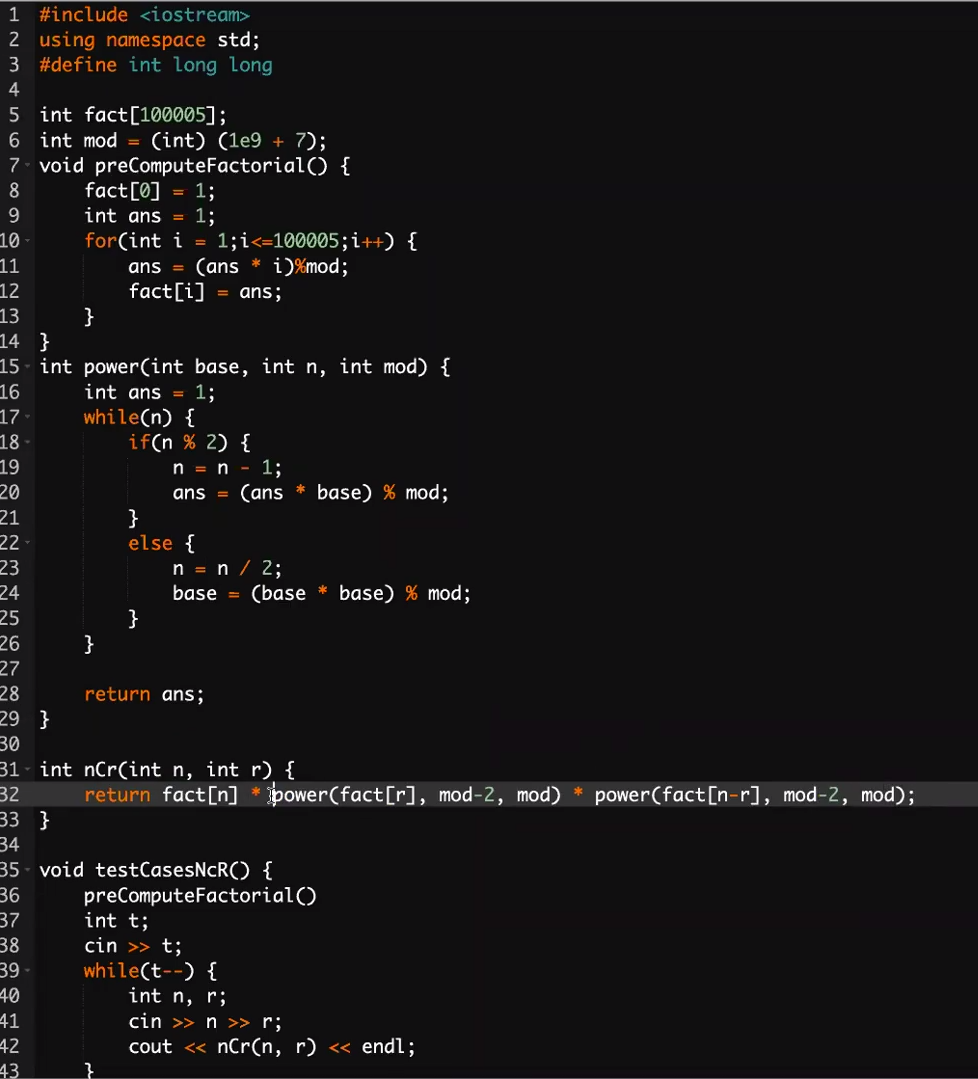 1 #include <iostream>
2 using namespace std;
3 #define int long long
4
5 int fact[100005];
6 int mod = (int) (1e9 + 7);
7 void preComputeFactorial() {
8     fact[0] = 1;
9     int ans = 1;
10     for(int i = 1;i<=100005;i++) {
11         ans = (ans * i)%mod;
12         fact[i] = ans;
13     }
14 }
15 int power(int base, int n, int mod) {
16     int ans = 1;
17     while(n) {
18         if(n % 2) {
19             n = n - 1;
20             ans = (ans * base) % mod;
21         }
22         else {
23             n = n / 2;
24             base = (base * base) % mod;
25         }
26     }
27
28     return ans;
29 }
30
31 int nCr(int n, int r) {
32     return fact[n] * power(fact[r], mod-2, mod) * power(fact[n-r], mod-2, mod);
33 }
34
35 void testCasesNcR() {
36     preComputeFactorial()
37     int t;
38     cin >> t;
39     while(t--) {
40         int n, r;
41         cin >> n >> r;
42         cout << nCr(n, r) << endl;
43     }